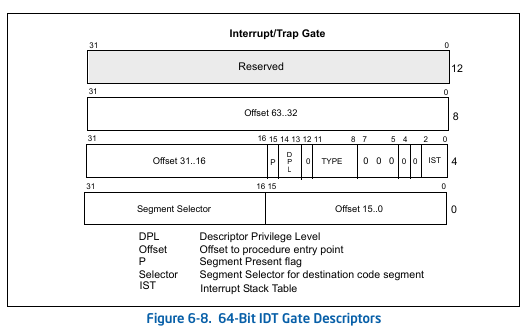 Interrupt/Trap Gate
31 0
Reserved 12
31 0
Offset 63..32 8
31 16 15 14 13 12 11 8 7 5 4 2 0
Offset 31..16 P DPL 0 TYPE 0 0 0 0 0 IST 4
31 16 15 0
Segment Selector Offset 15..0 0
DPL Descriptor Privilege Level
Offset Offset to procedure entry point
P Segment Present flag
Selector Segment Selector for destination code segment
IST Interrupt Stack Table
Figure 6-8. 64-Bit IDT Gate Descriptors